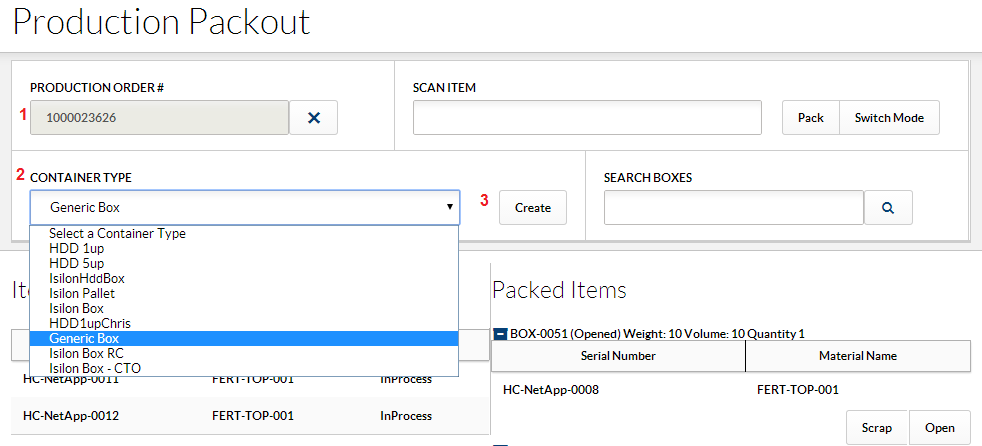 Production Packout
PRODUCTION ORDER #
SCAN ITEM
1
1000023626
Pack
Switch Mode
2
CONTAINER TYPE
SEARCH BOXES
Generic Box
3
Create
Select a Container Type
HDD 1up
HDD 5up
IsilonHddBox
Isilon Pallet
Isilon Box
HDD1upChris
Generic Box
Isilon Box RC
Isilon Box - CTO
Packed Items
BOX-0051 (Opened) Weight: 10 Volume: 10 Quantity 1
Serial Number
Material Name
HC-NetApp-0011 FERT-TOP-001 InProcess
HC-NetApp-0008 FERT-TOP-001
HC-NetApp-0012 FERT-TOP-001 InProcess
Scrap
Open